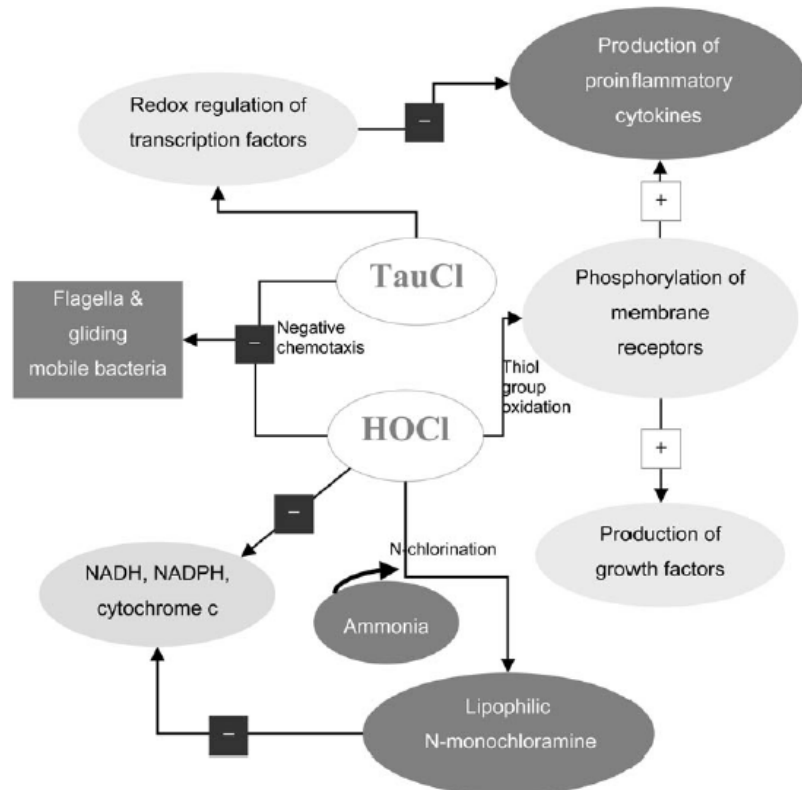 Production of
proinflammatory
cytokines
Redox regulation of
transcription factors
−
+
TauCl
Phosphorylation of
membrane
receptors
Flagella &
gliding
mobile bacteria
−
Negative
chemotaxis
Thiol
group
oxidation
HOCl
+
−
N-chlorination
Production of
growth factors
NADH, NADPH,
cytochrome c
Ammonia
Lipophilic
N-monochloramine
−